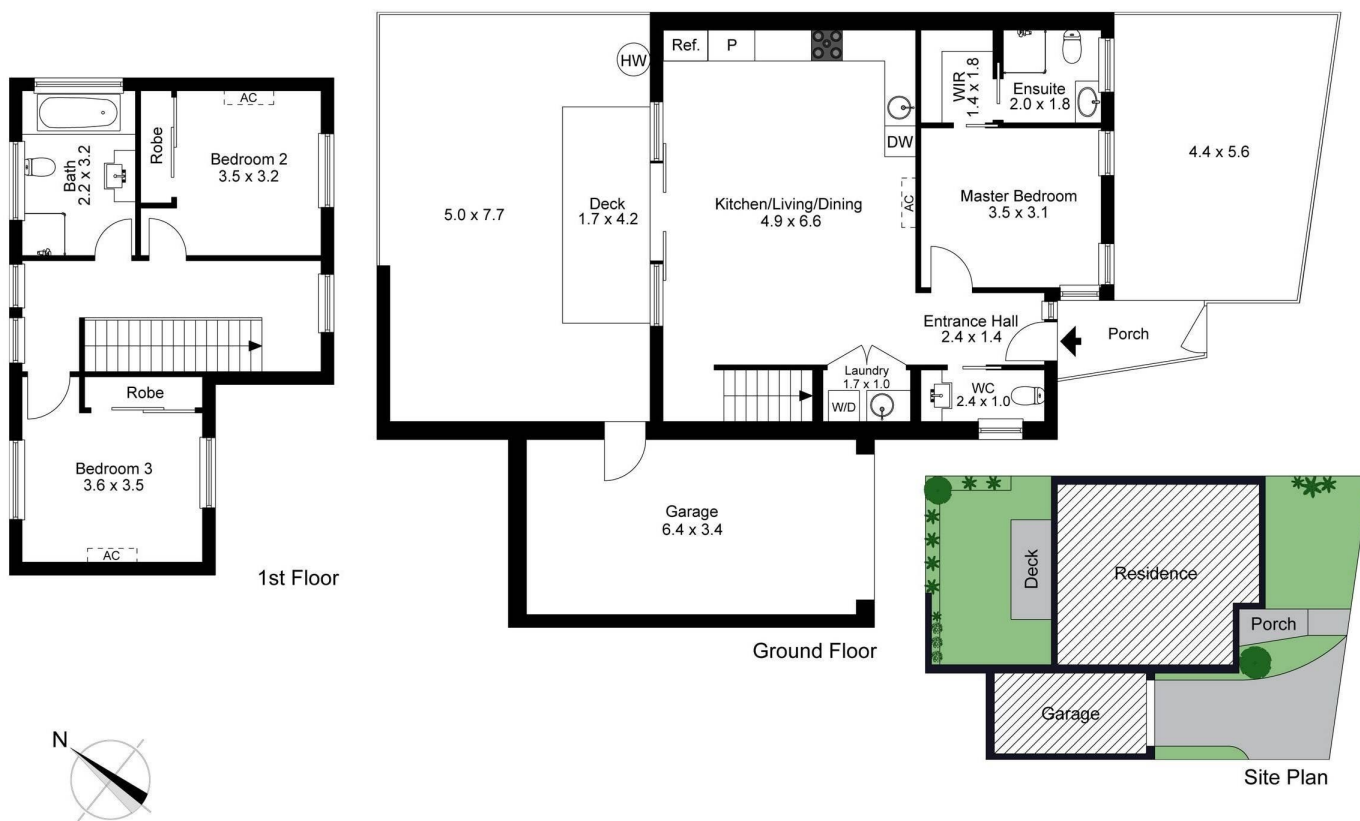 AC
Robe
Bedroom 2
3.5 x 3.2
Bath
2.2 x 3.2
Robe
Bedroom 3
3.6 x 3.5
AC
1st Floor
Ref.
P
HW
WIR
1.4 x 1.8
Ensuite
2.0 x 1.8
DW
5.0 x 7.7
Deck
1.7 x 4.2
Kitchen/Living/Dining
4.9 x 6.6
AC
Master Bedroom
3.5 x 3.1
4.4 x 5.6
Entrance Hall
2.4 x 1.4
Porch
Laundry
1.7 x 1.0
W/D
WC
2.4 x 1.0
Garage
6.4 x 3.4
Ground Floor
Deck
Residence
Porch
Garage
Site Plan
N